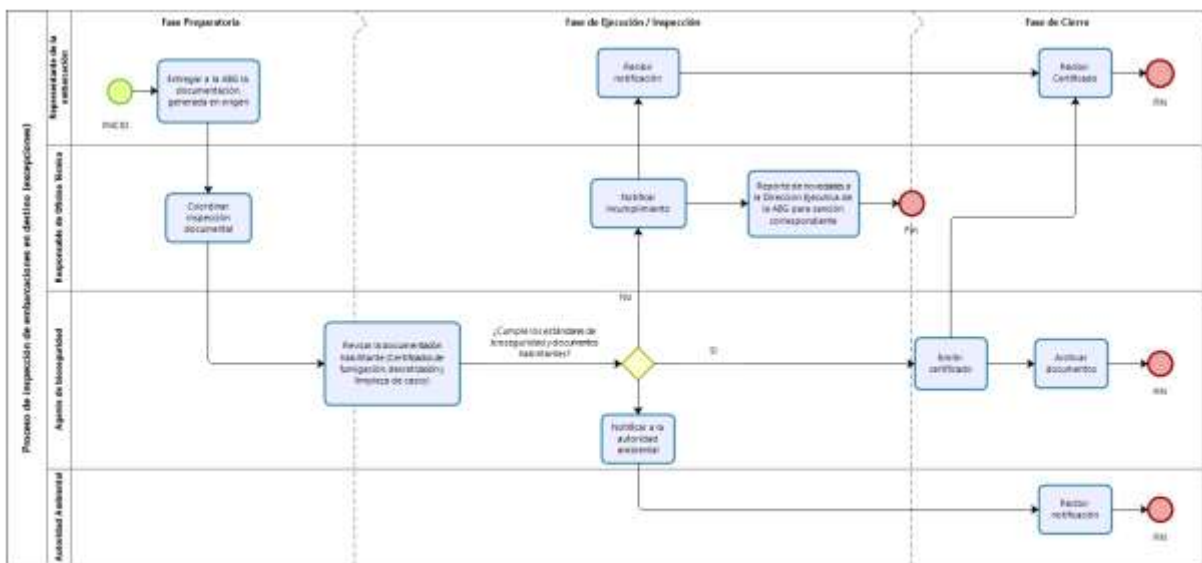 Proceso de inspección de embarcaciones en destino (excepciones)
Fase Preparatoria
Fase de Ejecución / Inspección
Fase de Cierre
Representante de la
embarcación
INICIO
Entregar a la ABG la
documentación
generada en origen
Recibir
notificación
Recibir
Certificado
FIN
Responsable de Oficina Técnica
Coordinar
inspección
documental
Notificar
incumplimiento
Reporte de novedades a
la Dirección Ejecutiva de
la ABG para sanción
correspondiente
FIN
Agente de bioseguridad
Revisar la documentación
habilitante (Certificados de
fumigación, desratización y
limpieza de casco)
¿Cumple los estándares de
bioseguridad y documentos
habilitantes?
NO
SI
Emitir
certificado
Archivar
documentos
FIN
Notificar a la
autoridad
ambiental
Autoridad Ambiental
Recibir
notificación
FIN